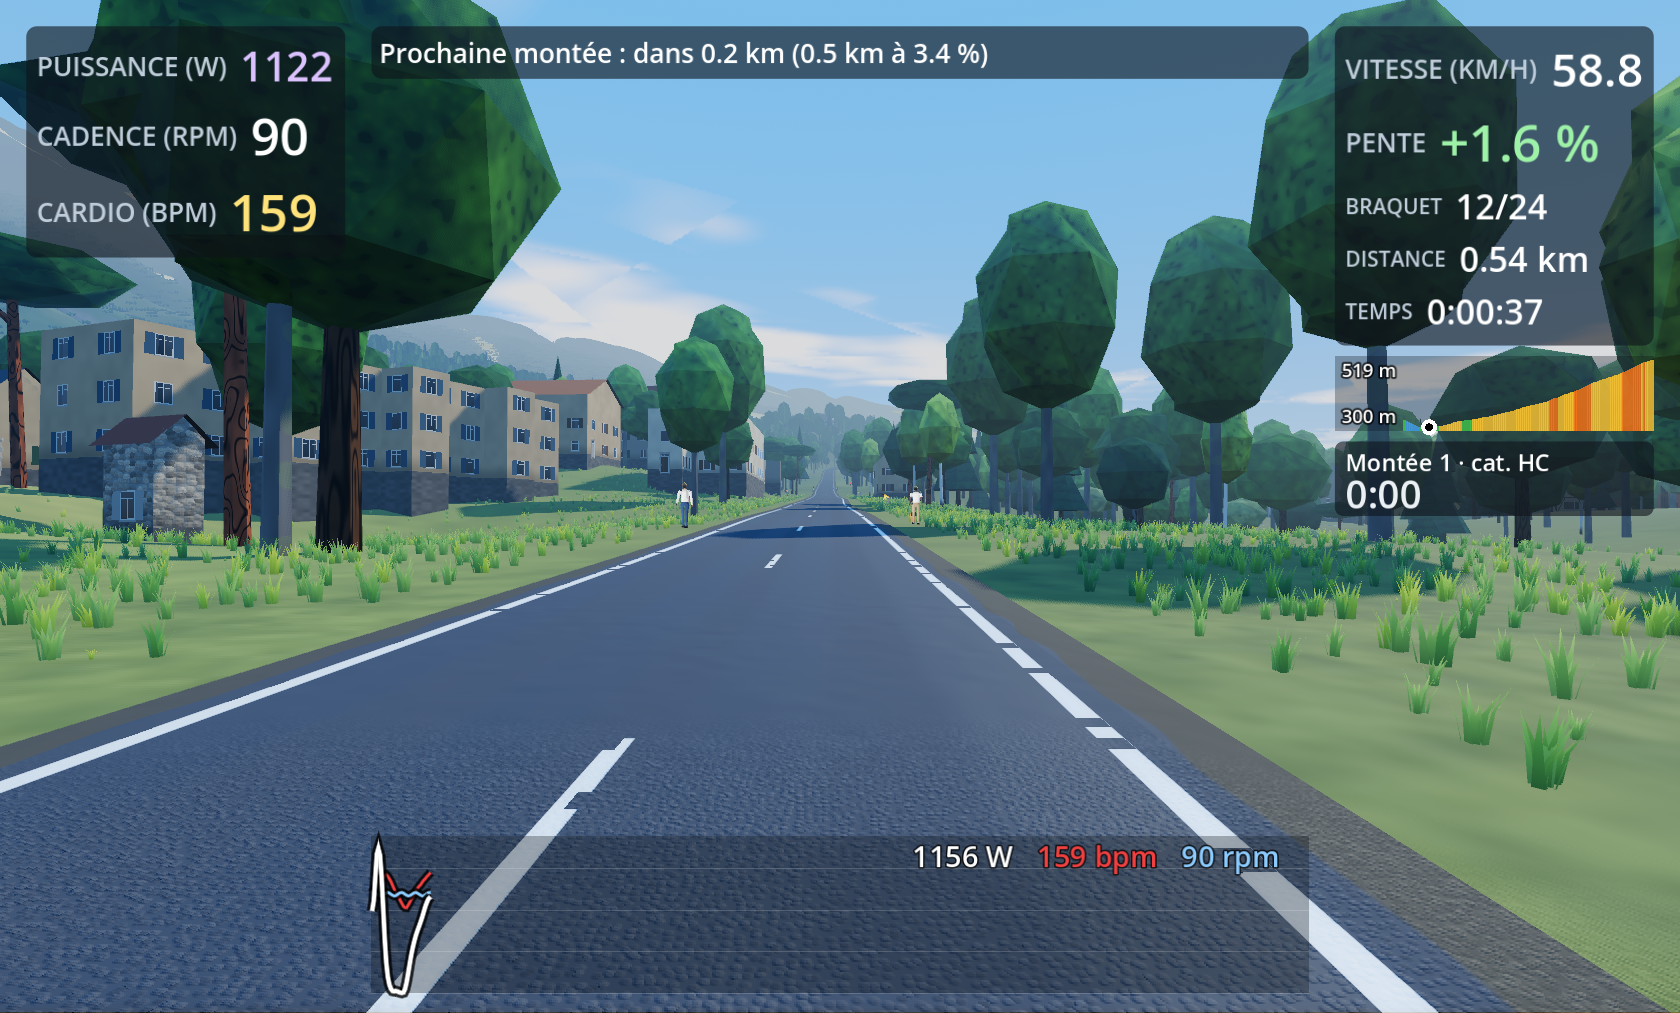 PUISSANCE (W) 1122
CADENCE (RPM) 90
CARDIO (BPM) 159
Prochaine montée : dans 0.2 km (0.5 km à 3.4 %)
VITESSE (KM/H) 58.8
PENTE +1.6 %
BRAQUET 12/24
DISTANCE 0.54 km
TEMPS 0:00:37
519 m
300 m
Montée 1 · cat. HC
0:00
1156 W 159 bpm 90 rpm